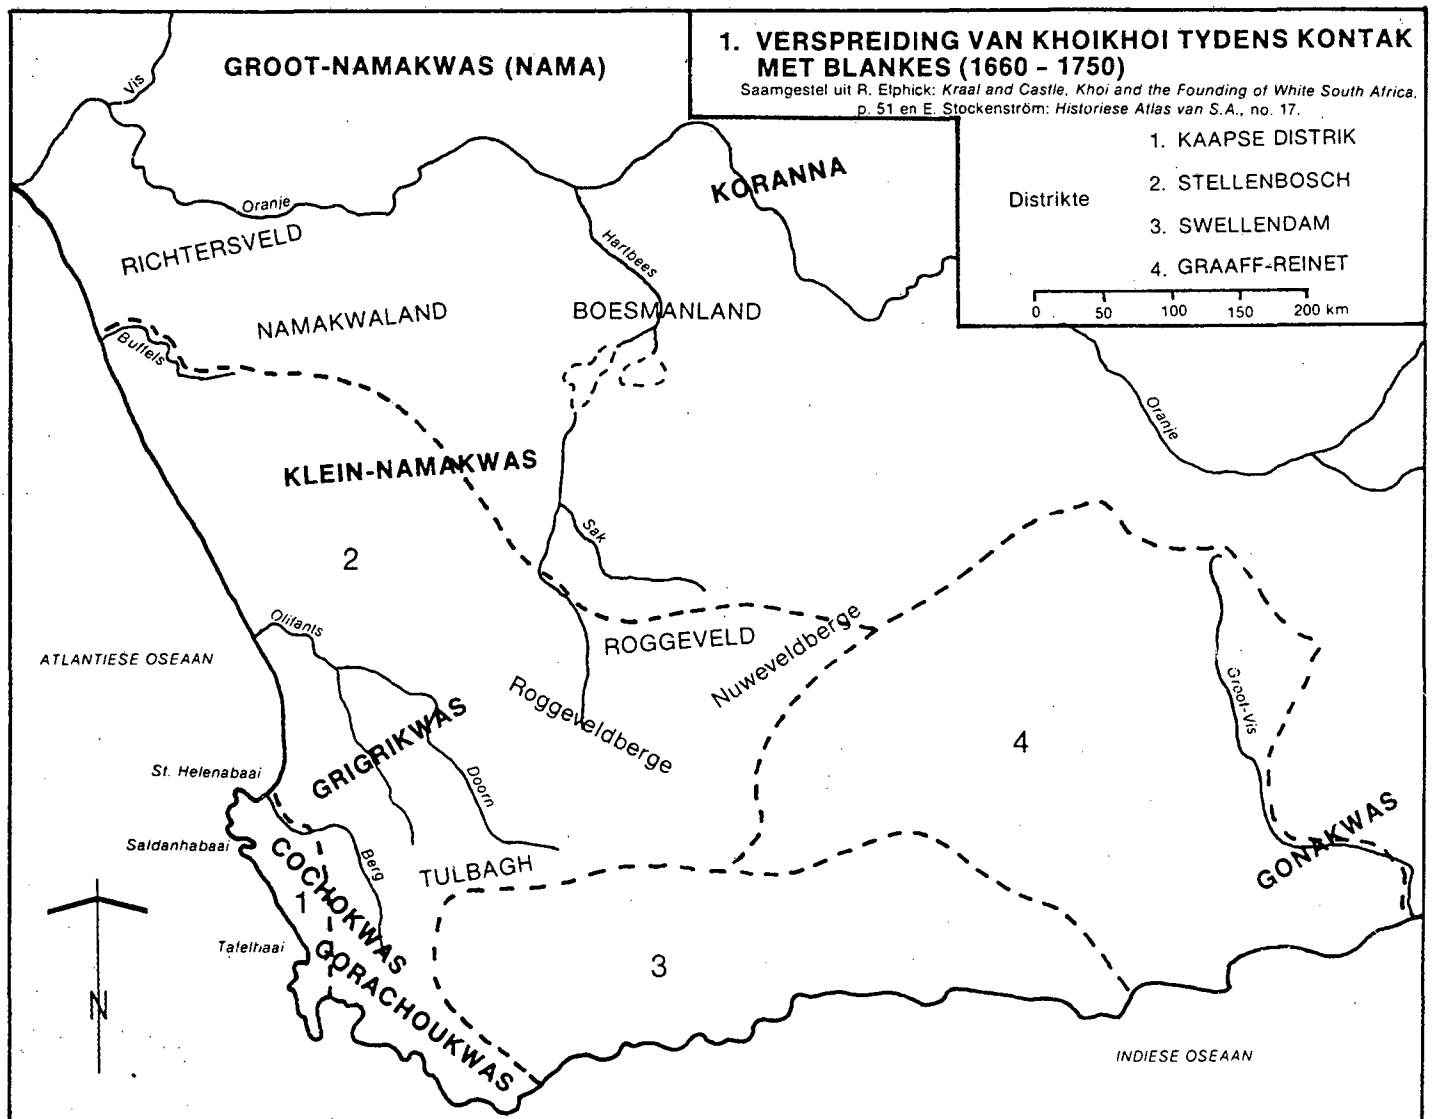 1. VERSPREIDING VAN KHOIKHOI TYDENS KONTAK
MET BLANKES (1660 - 1750)
Saamgestel uit R. Elphick: Kraal and Castle, Khoi and the Founding of White South Africa,
p. 51 en E. Stockenström: Historiese Atlas van S.A., no. 17.
Distrikte
1. KAAPSE DISTRIK
2. STELLENBOSCH
3. SWELLENDAM
4. GRAAFF-REINET
0 50 100 150 200 km
GROOT-NAMAKWAS (NAMA)
Vis
KORANNA
Oranje
RICHTERSVELD
Hartbees
NAMAKWALAND
BOESMANLAND
Buffels
Oranje
KLEIN-NAMAKWAS
Sak
2
Olifants
ROGGEVELD
Nuweveldberge
ATLANTIESE OSEAAN
Roggeveldberge
Groot-Vis
GRIGRIKWAS
4
St. Helenabaai
Doorn
Saldanhabaai
COCHOKWAS
Berg
TULBAGH
GONAKWAS
1
Tafelbaai
GORACHOUKWAS
3
N
INDIESE OSEAAN